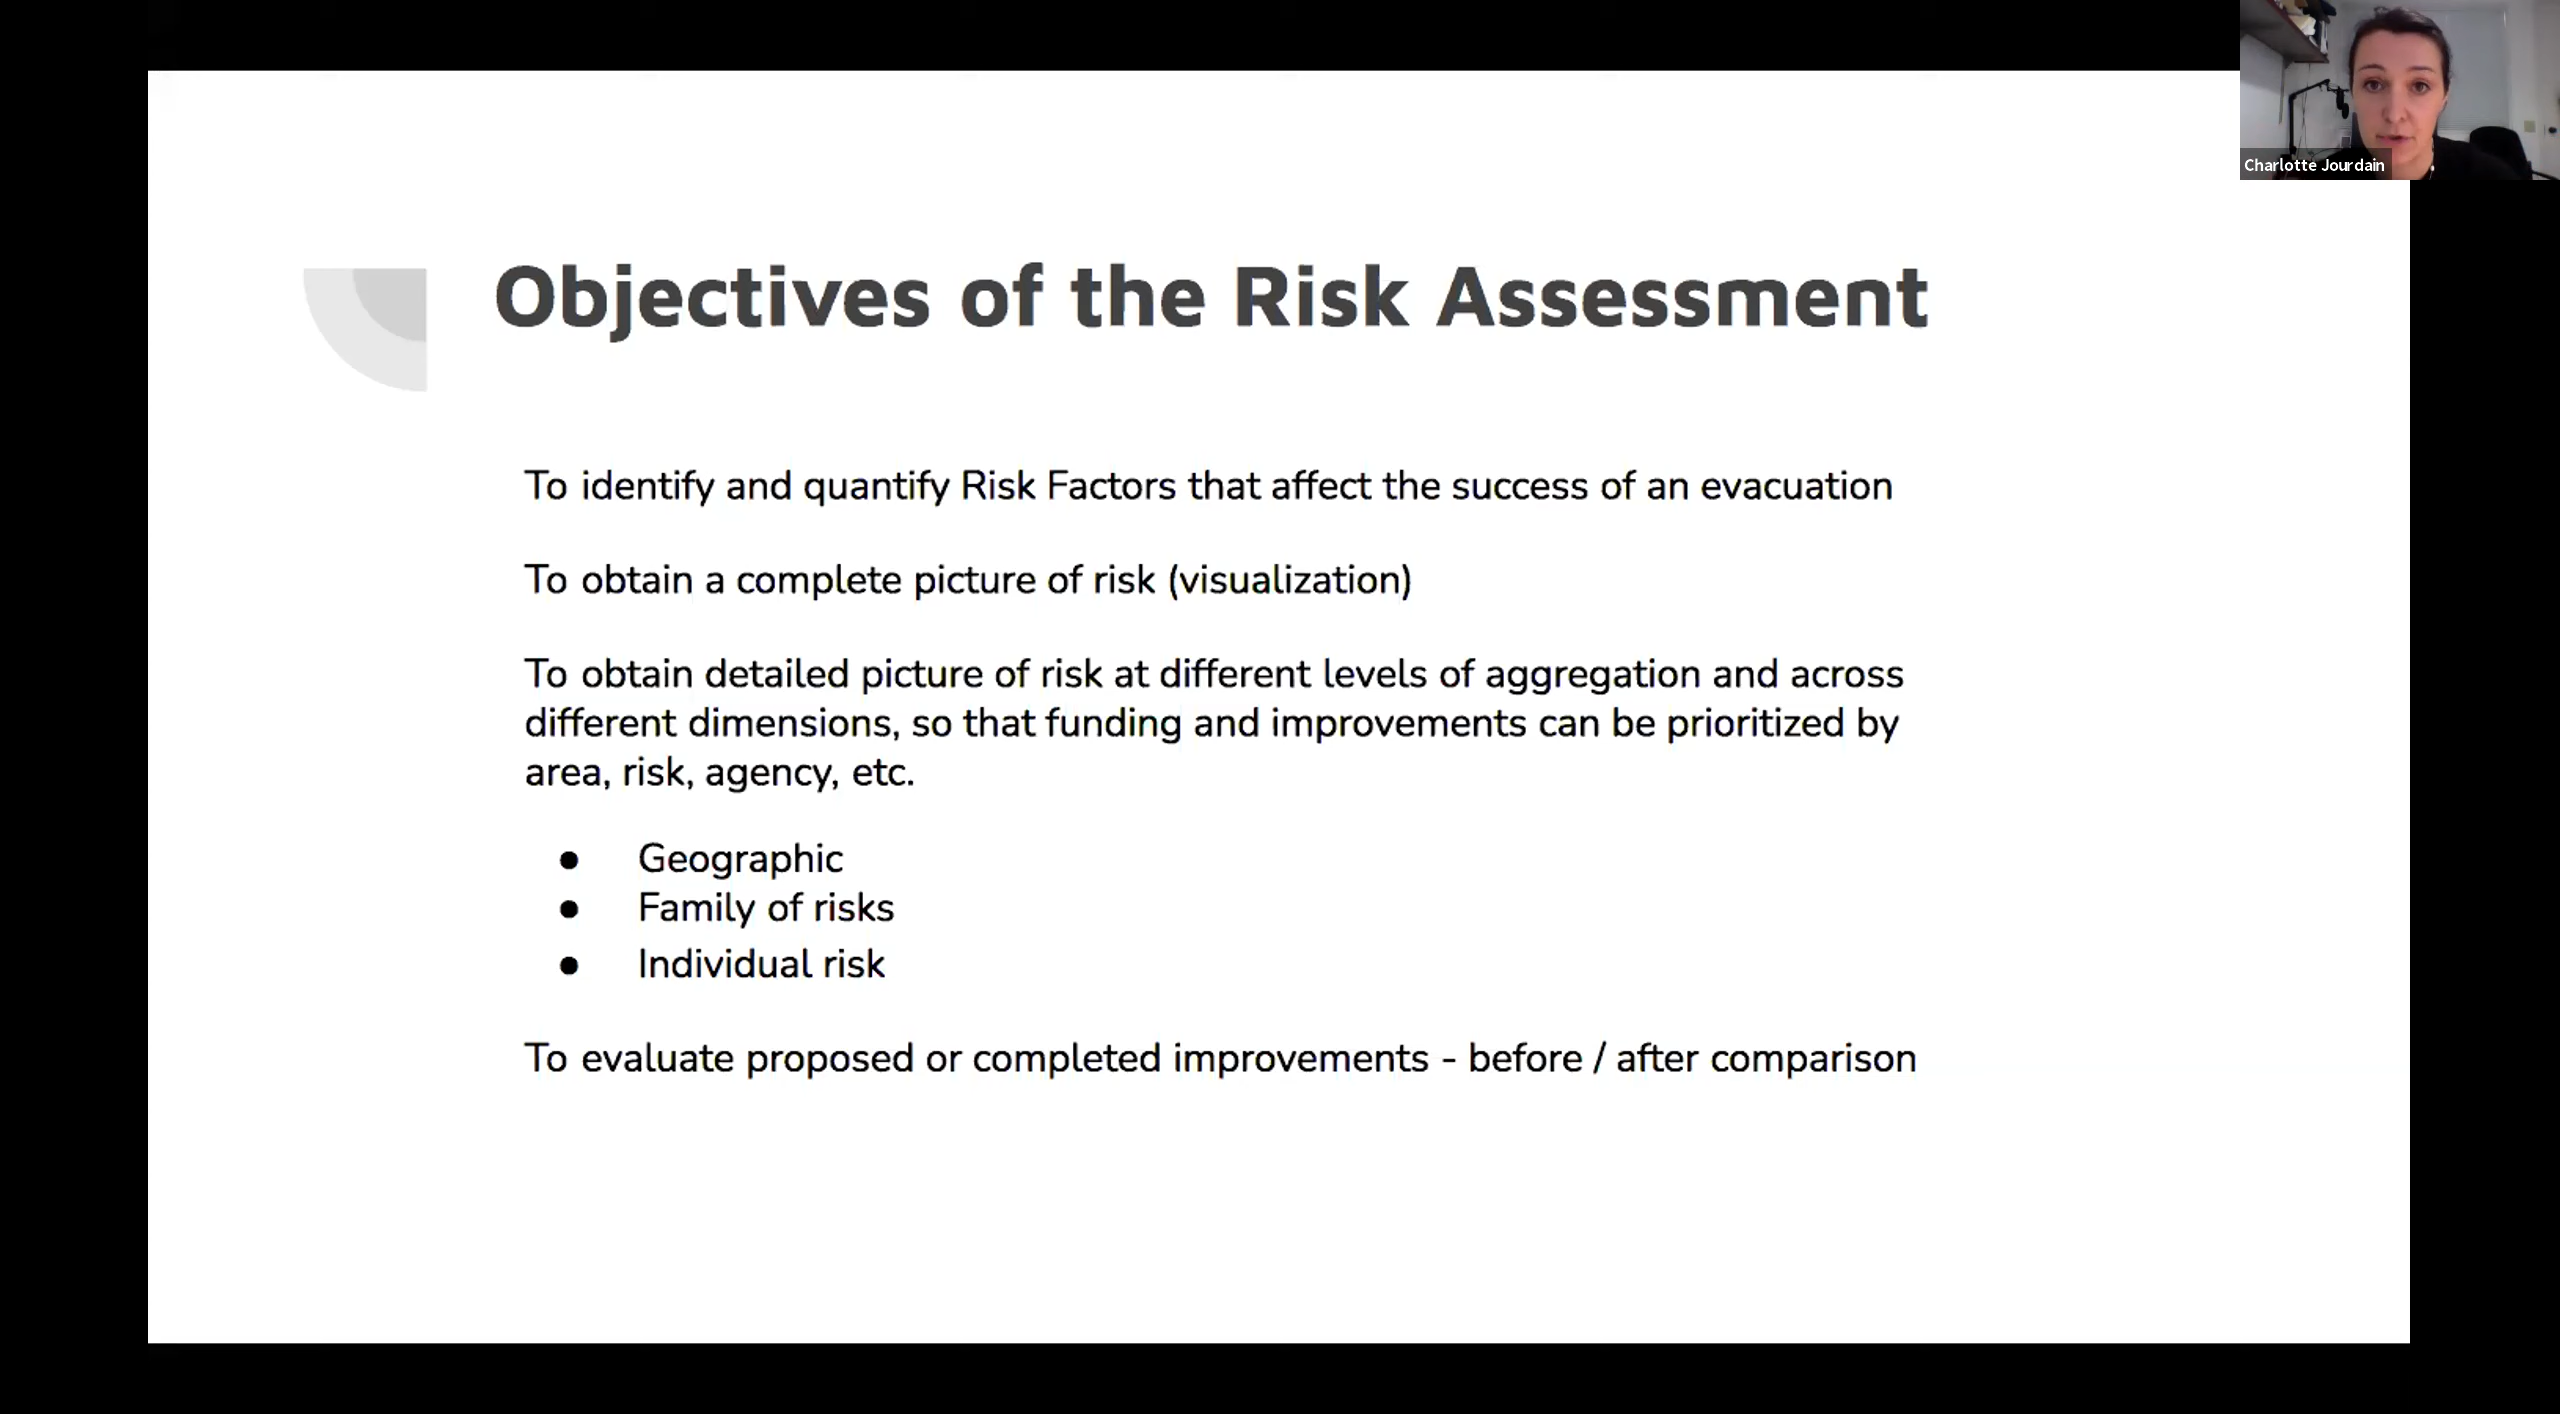 Charlotte Jourdain
Objectives of the Risk Assessment
To identify and quantify Risk Factors that affect the success of an evacuation
To obtain a complete picture of risk (visualization)
To obtain detailed picture of risk at different levels of aggregation and across
different dimensions, so that funding and improvements can be prioritized by
area, risk, agency, etc.
● Geographic
● Family of risks
● Individual risk
To evaluate proposed or completed improvements - before / after comparison